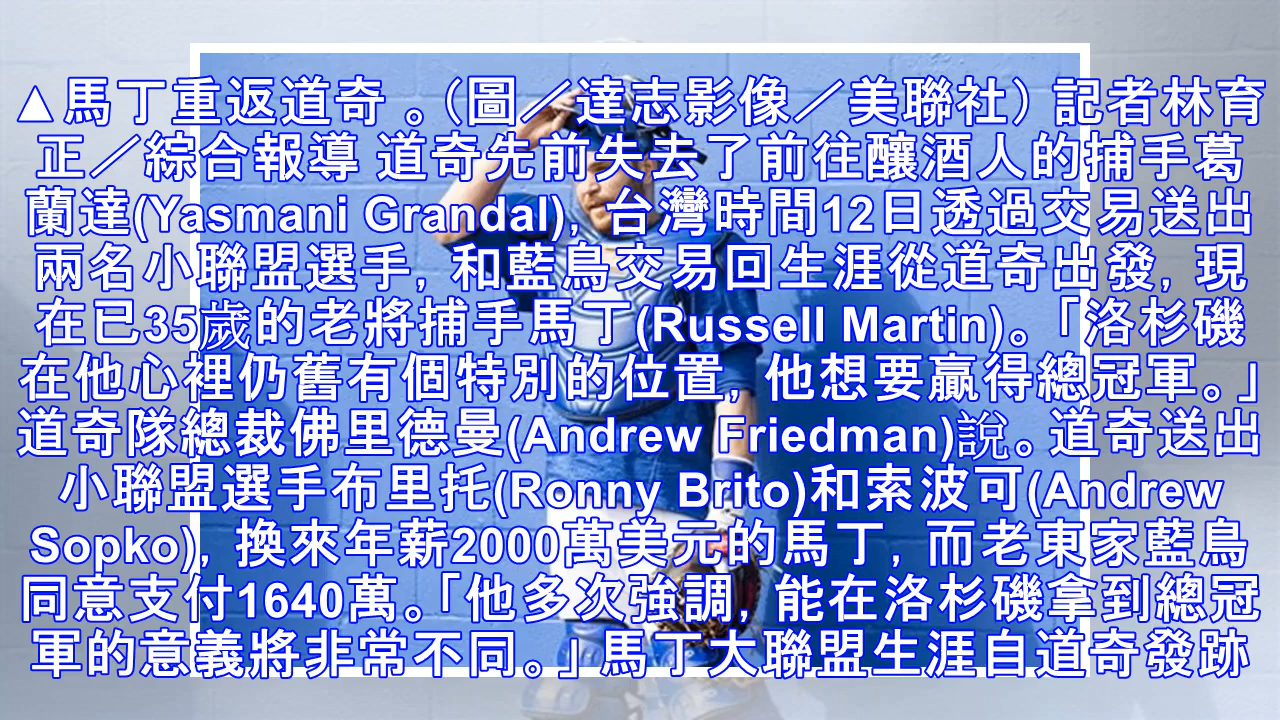 ▲馬丁重返道奇 。（圖／達志影像／美聯社） 記者林育
正／綜合報導 道奇先前失去了前往釀酒人的捕手葛
蘭達(Yasmani Grandal)，台灣時間12日透過交易送出
兩名小聯盟選手，和藍鳥交易回生涯從道奇出發，現
在已35歲的老將捕手馬丁(Russell Martin)。「洛杉磯
在他心裡仍舊有個特別的位置，他想要贏得總冠軍。」
道奇隊總裁佛里德曼(Andrew Friedman)說。道奇送出
小聯盟選手布里托(Ronny Brito)和索波可(Andrew
Sopko)，換來年薪2000萬美元的馬丁，而老東家藍鳥
同意支付1640萬。「他多次強調，能在洛杉磯拿到總冠
軍的意義將非常不同。」馬丁大聯盟生涯自道奇發跡